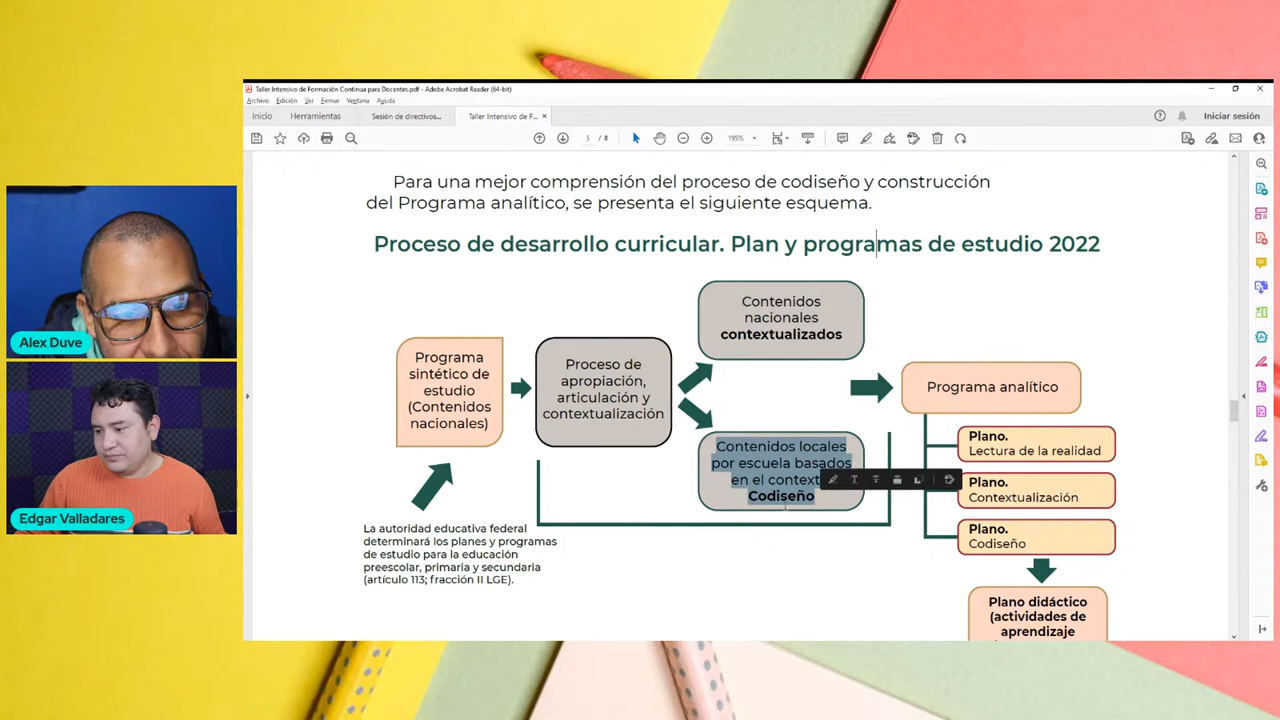 Taller Intensivo de Formación Continua para Docentes.pdf - Adobe Acrobat Reader (64-bit)
Archivo Edición Ver Firmar Ventana Ayuda
Inicio Herramientas Sesión de directivos... Taller Intensivo de F... × Iniciar sesión
5 / 8 195%
Para una mejor comprensión del proceso de codiseño y construcción
del Programa analítico, se presenta el siguiente esquema.
Proceso de desarrollo curricular. Plan y programas de estudio 2022
Contenidos
nacionales
contextualizados
Programa
sintético de
estudio
(Contenidos
nacionales)
Proceso de
apropiación,
articulación y
contextualización
Programa analítico
Contenidos locales
por escuela basados
en el context
Codiseño
Plano.
Lectura de la realidad
Plano.
Contextualización
Plano.
Codiseño
La autoridad educativa federal
determinará los planes y programas
de estudio para la educación
preescolar, primaria y secundaria
(artículo 113; fracción II LGE).
Plano didáctico
(actividades de
aprendizaje
Alex Duve
Edgar Valladares